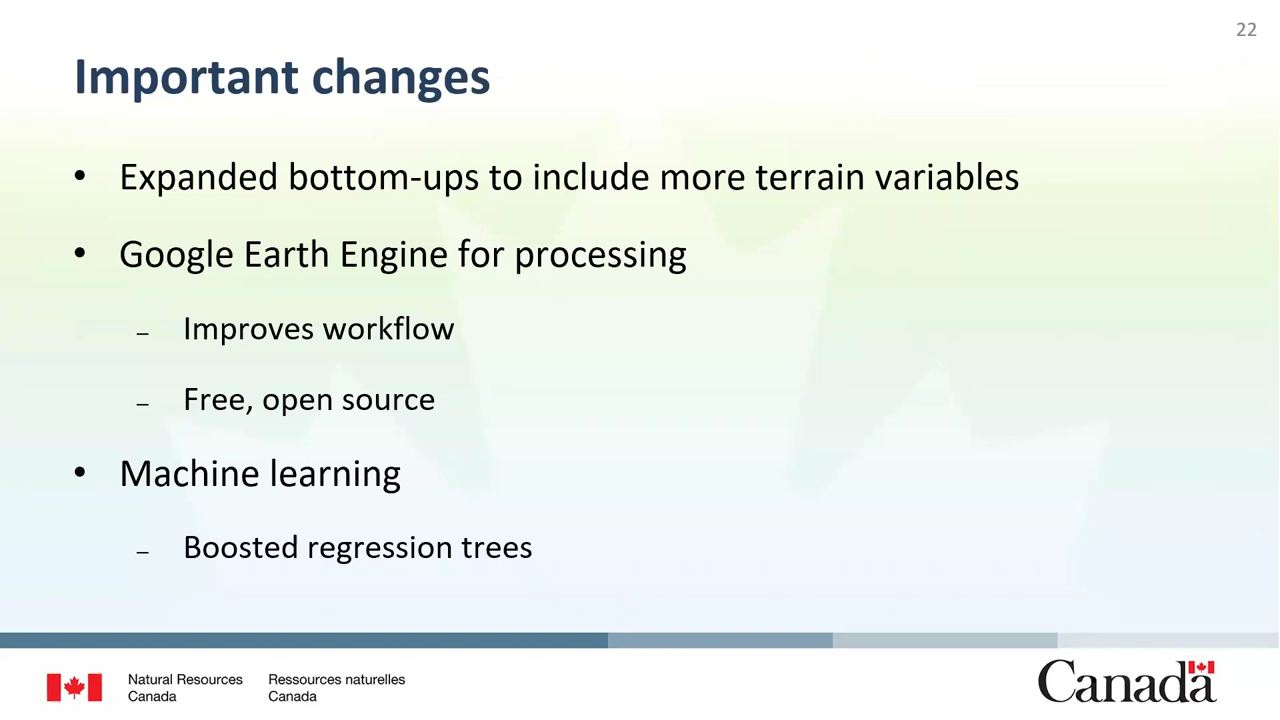 22
Important changes
• Expanded bottom-ups to include more terrain variables
• Google Earth Engine for processing
– Improves workflow
– Free, open source
• Machine learning
– Boosted regression trees
Natural Resources Ressources naturelles
Canada Canada
Canada